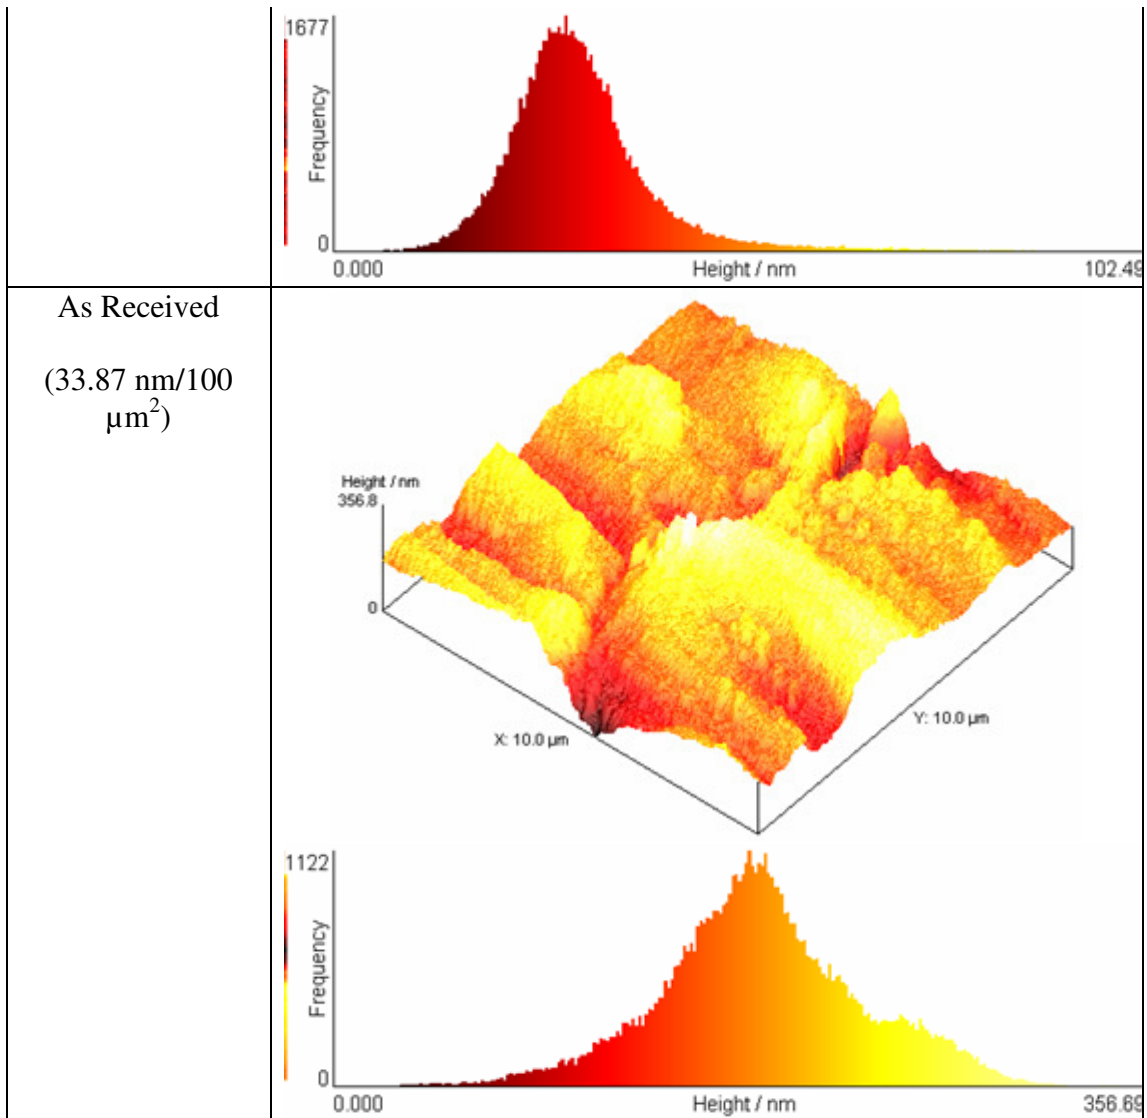 1677
Frequency
0
0.000 Height / nm 102.49
As Received
(33.87 nm/100
µm²)
Height / nm
356.8
0
X: 10.0 µm
Y: 10.0 µm
1122
Frequency
0
0.000 Height / nm 356.69